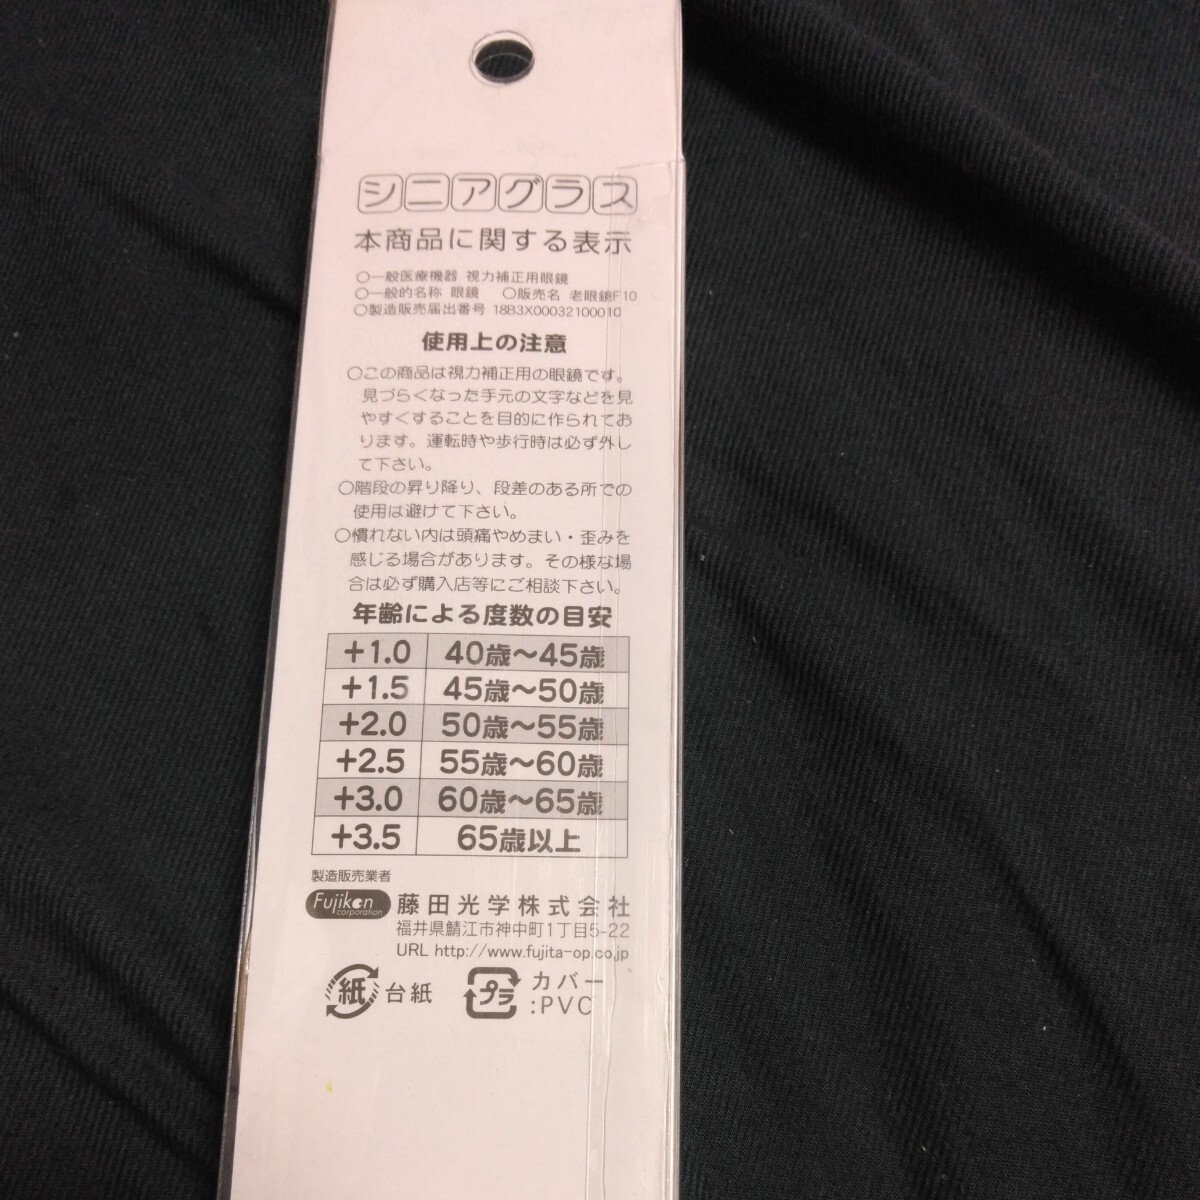 シニアグラス
本商品に関する表示
○一般医療機器 視力補正用眼鏡
○一般的名称 眼鏡 ○販売名 老眼鏡F10
○製造販売届出番号 18B3X00032100010
使用上の注意
○この商品は視力補正用の眼鏡です。
見づらくなった手元の文字などを見
やすくすることを目的に作られてお
ります。運転時や歩行時は必ず外し
て下さい。
○階段の昇り降り、段差のある所での
使用は避けて下さい。
○慣れない内は頭痛やめまい・歪みを
感じる場合があります。その様な場
合は必ず購入店等にご相談下さい。
年齢による度数の目安
+1.0 40歳～45歳
+1.5 45歳～50歳
+2.0 50歳～55歳
+2.5 55歳～60歳
+3.0 60歳～65歳
+3.5 65歳以上
製造販売業者
Fujikon corporation 藤田光学株式会社
福井県鯖江市神中町1丁目5-22
URL http://www.fujita-op.co.jp
紙 台紙 プラ カバー
:PVC